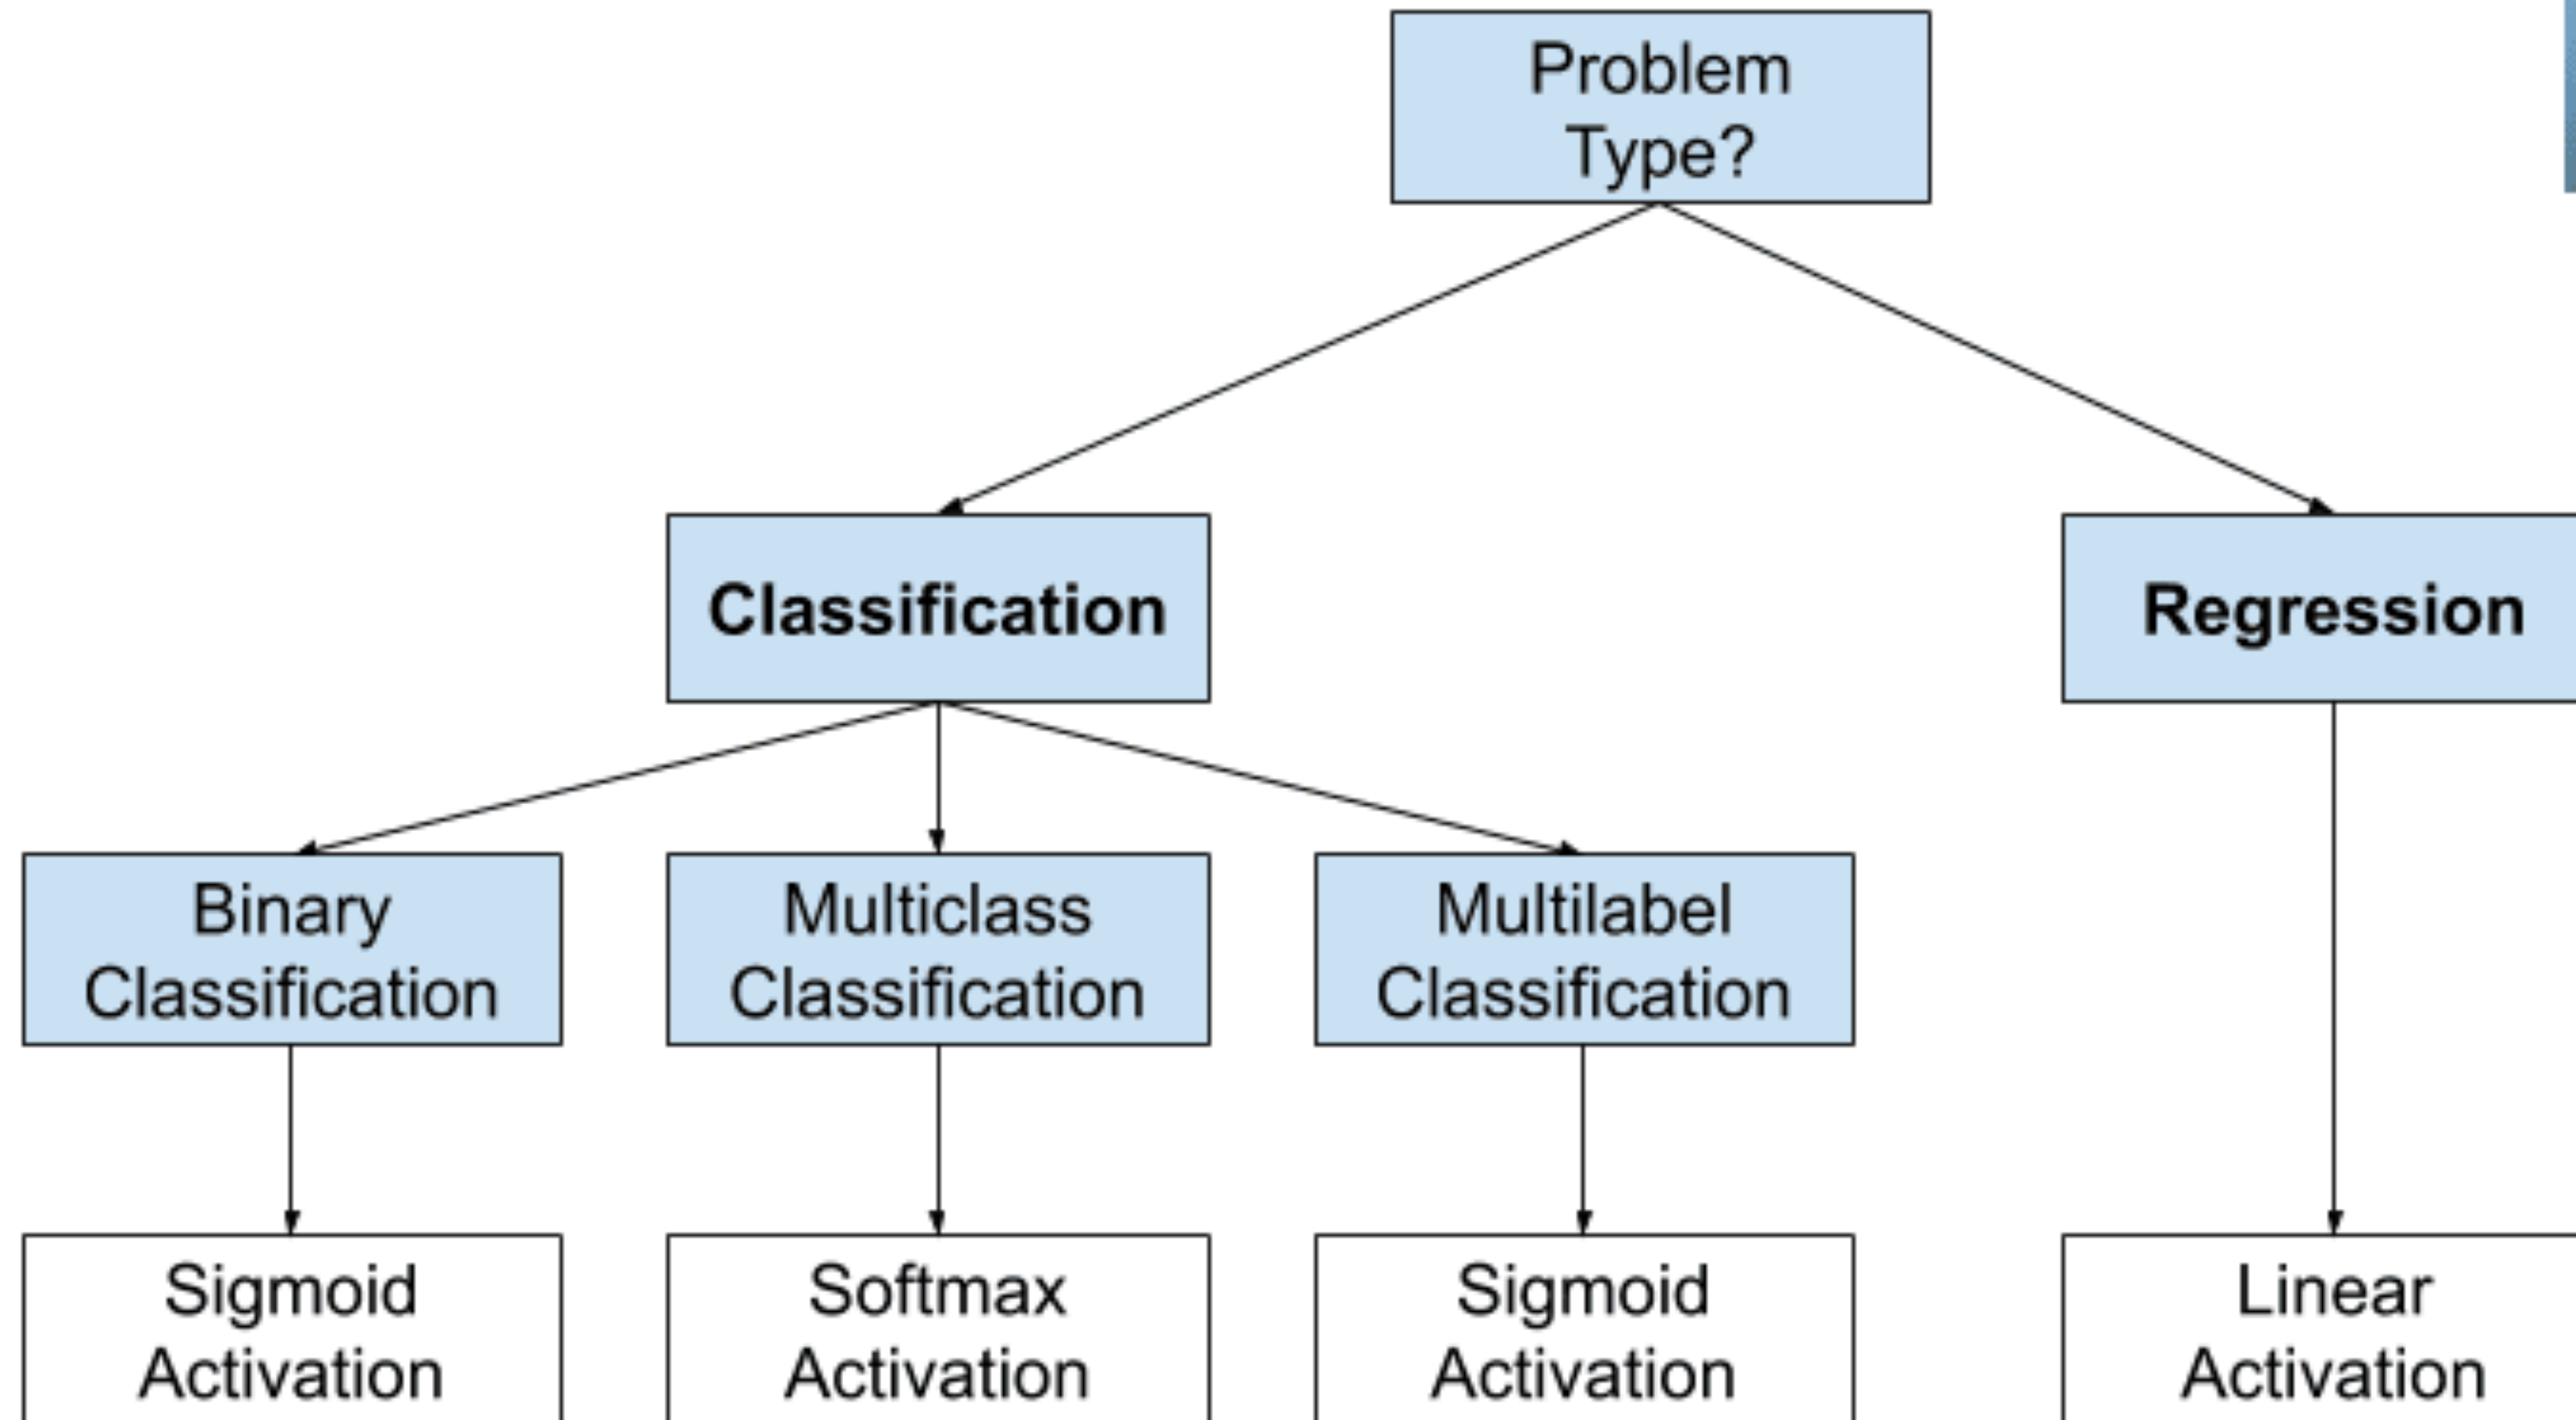 Problem
Type?
Classification
Regression
Binary
Classification
Multiclass
Classification
Multilabel
Classification
Sigmoid
Activation
Softmax
Activation
Sigmoid
Activation
Linear
Activation